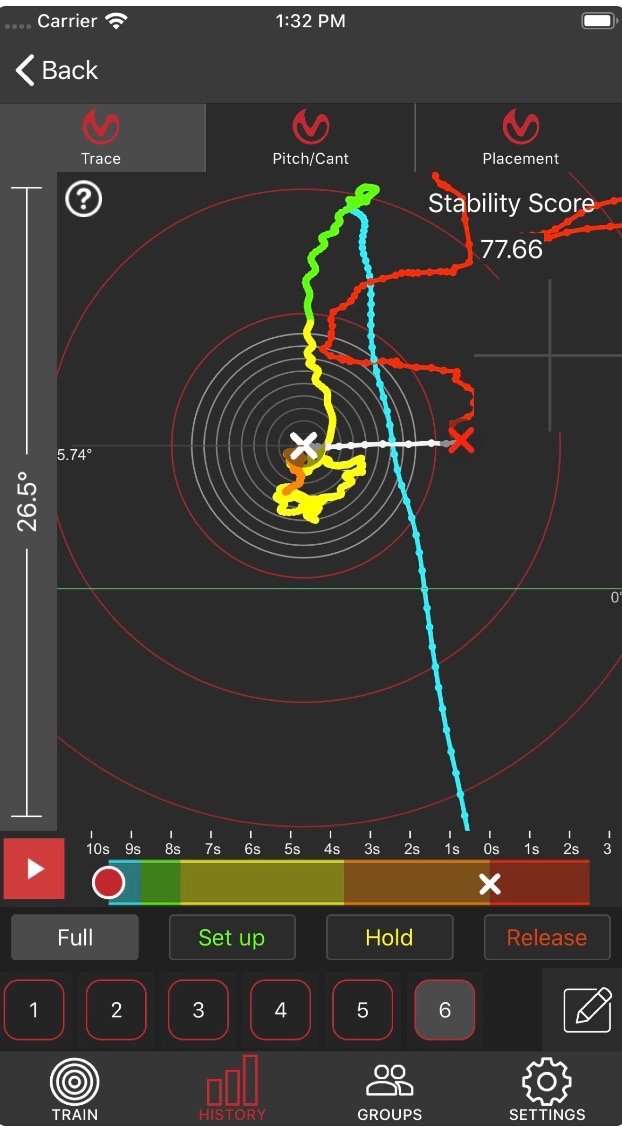 Carrier 1:32 PM
Back
Trace Pitch/Cant Placement
Stability Score
77.66
5.74°
26.5°
0°
10s 9s 8s 7s 6s 5s 4s 3s 2s 1s 0s 1s 2s 3
Full Set up Hold Release
1 2 3 4 5 6
TRAIN HISTORY GROUPS SETTINGS